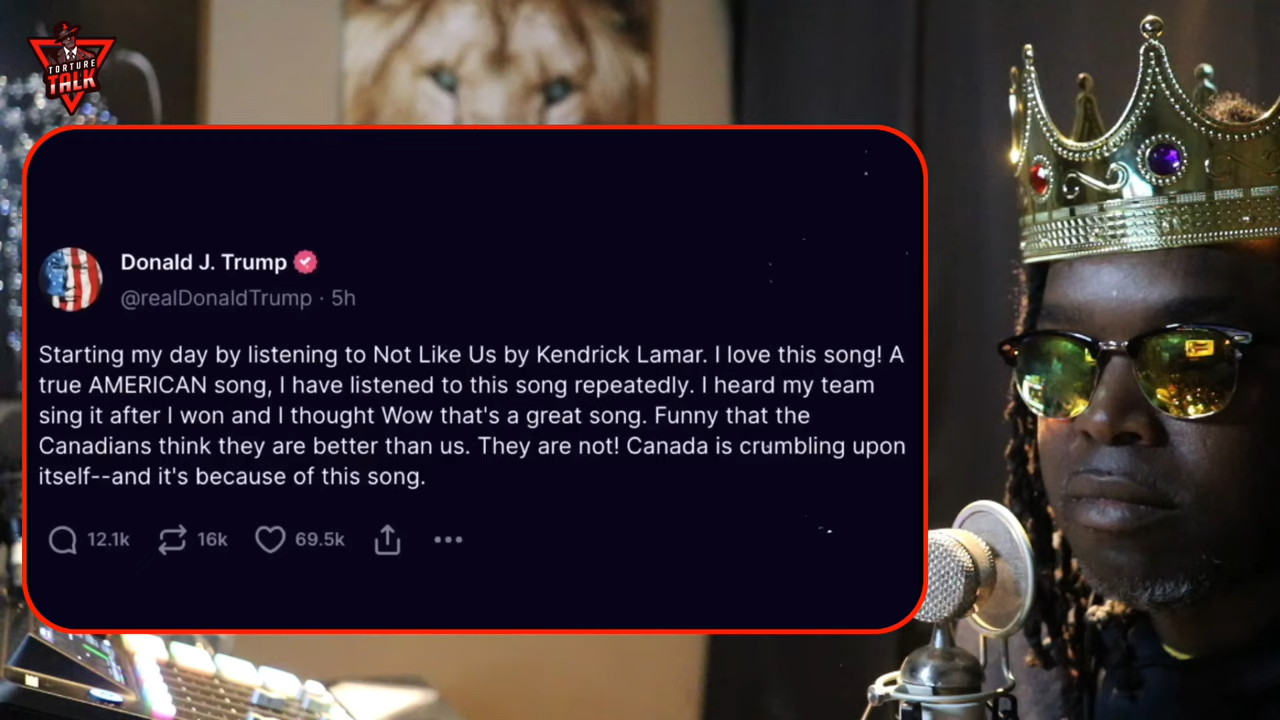 TORTURE
TALK
Donald J. Trump
@realDonaldTrump · 5h
Starting my day by listening to Not Like Us by Kendrick Lamar. I love this song! A
true AMERICAN song, I have listened to this song repeatedly. I heard my team
sing it after I won and I thought Wow that's a great song. Funny that the
Canadians think they are better than us. They are not! Canada is crumbling upon
itself--and it's because of this song.
12.1k 16k 69.5k